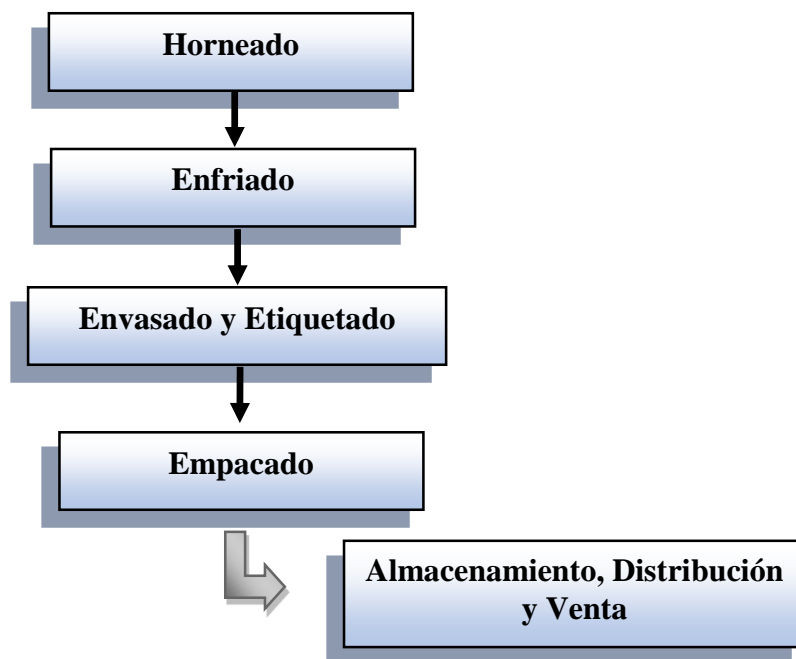 Horneado
Enfriado
Envasado y Etiquetado
Empacado
Almacenamiento, Distribución
y Venta